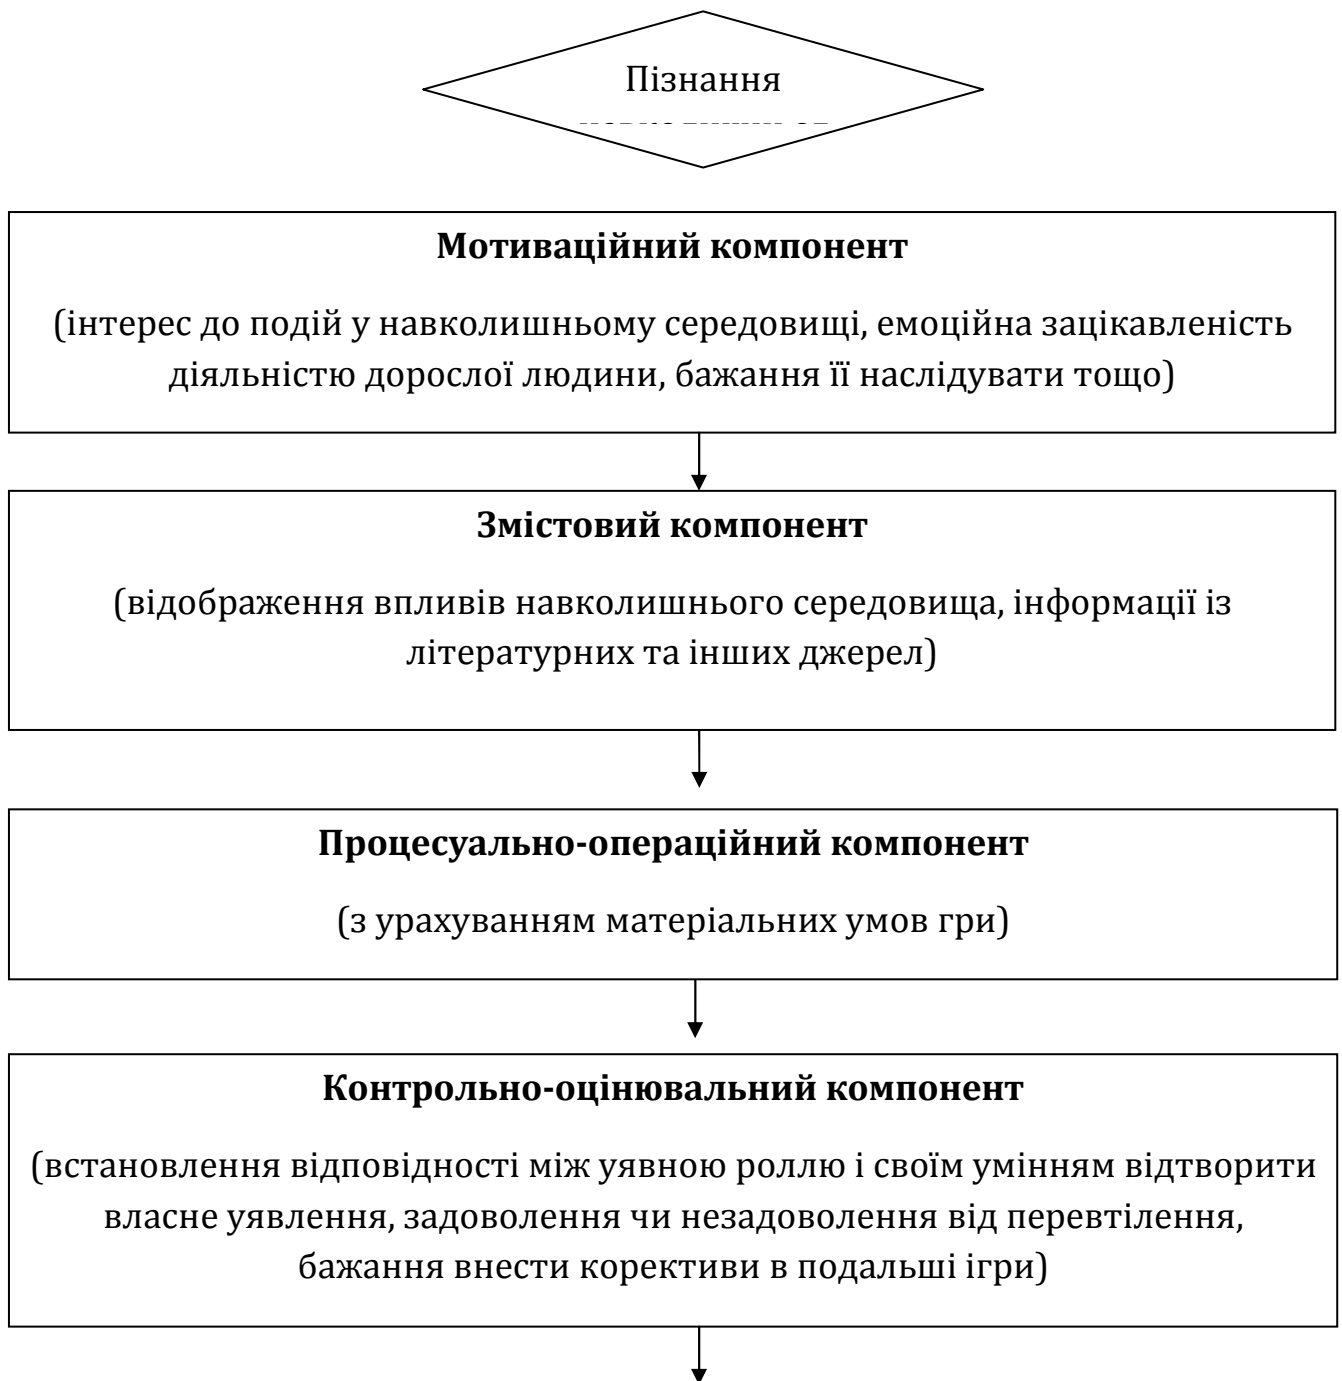 Пізнання
Мотиваційний компонент
(інтерес до подій у навколишньому середовищі, емоційна зацікавленість
діяльністю дорослої людини, бажання її наслідувати тощо)
Змістовий компонент
(відображення впливів навколишнього середовища, інформації із
літературних та інших джерел)
Процесуально-операційний компонент
(з урахуванням матеріальних умов гри)
Контрольно-оцінювальний компонент
(встановлення відповідності між уявною роллю і своїм умінням відтворити
власне уявлення, задоволення чи незадоволення від перевтілення,
бажання внести корективи в подальші ігри)